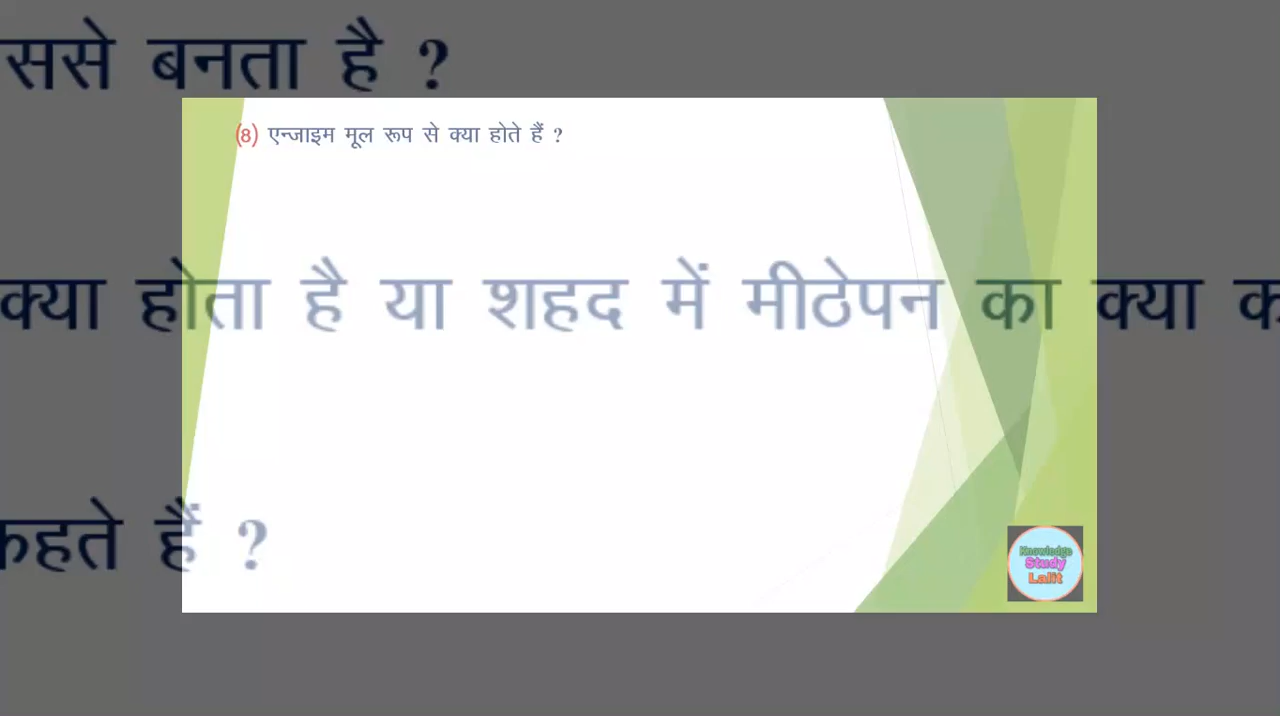 ससे बनता है ?
(8) एन्जाइम मूल रूप से क्या होते हैं ?
क्या होता है या शहद में मीठेपन का क्या क
कहते हैं ?
Knowledge
Study
Lalit